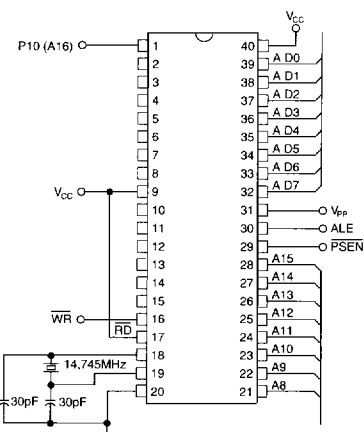 Vcc
P10 (A16) 1 40
2 39 A D0
3 38 A D1
4 37 A D2
5 36 A D3
6 35 A D4
7 34 A D5
8 33 A D6
Vcc 9 32 A D7
10 31 VPP
11 30 ALE
12 29 PSEN
13 28 A15
14 27 A14
15 26 A13
WR 16 25 A12
RD 17 24 A11
18 23 A10
14,745MHz 19 22 A9
20 21 A8
30pF 30pF